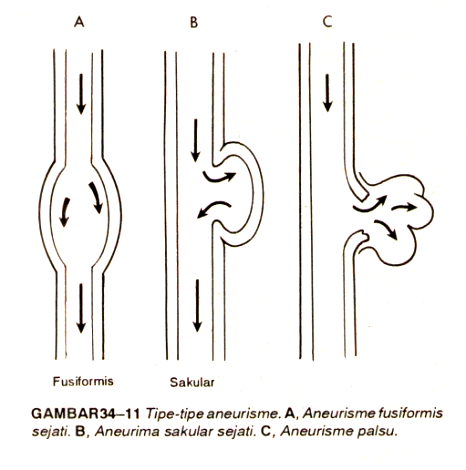 A B C
Fusiformis Sakular
GAMBAR34–11 Tipe-tipe aneurisme. A, Aneurisme fusiformis
sejati. B, Aneurima sakular sejati. C, Aneurisme palsu.